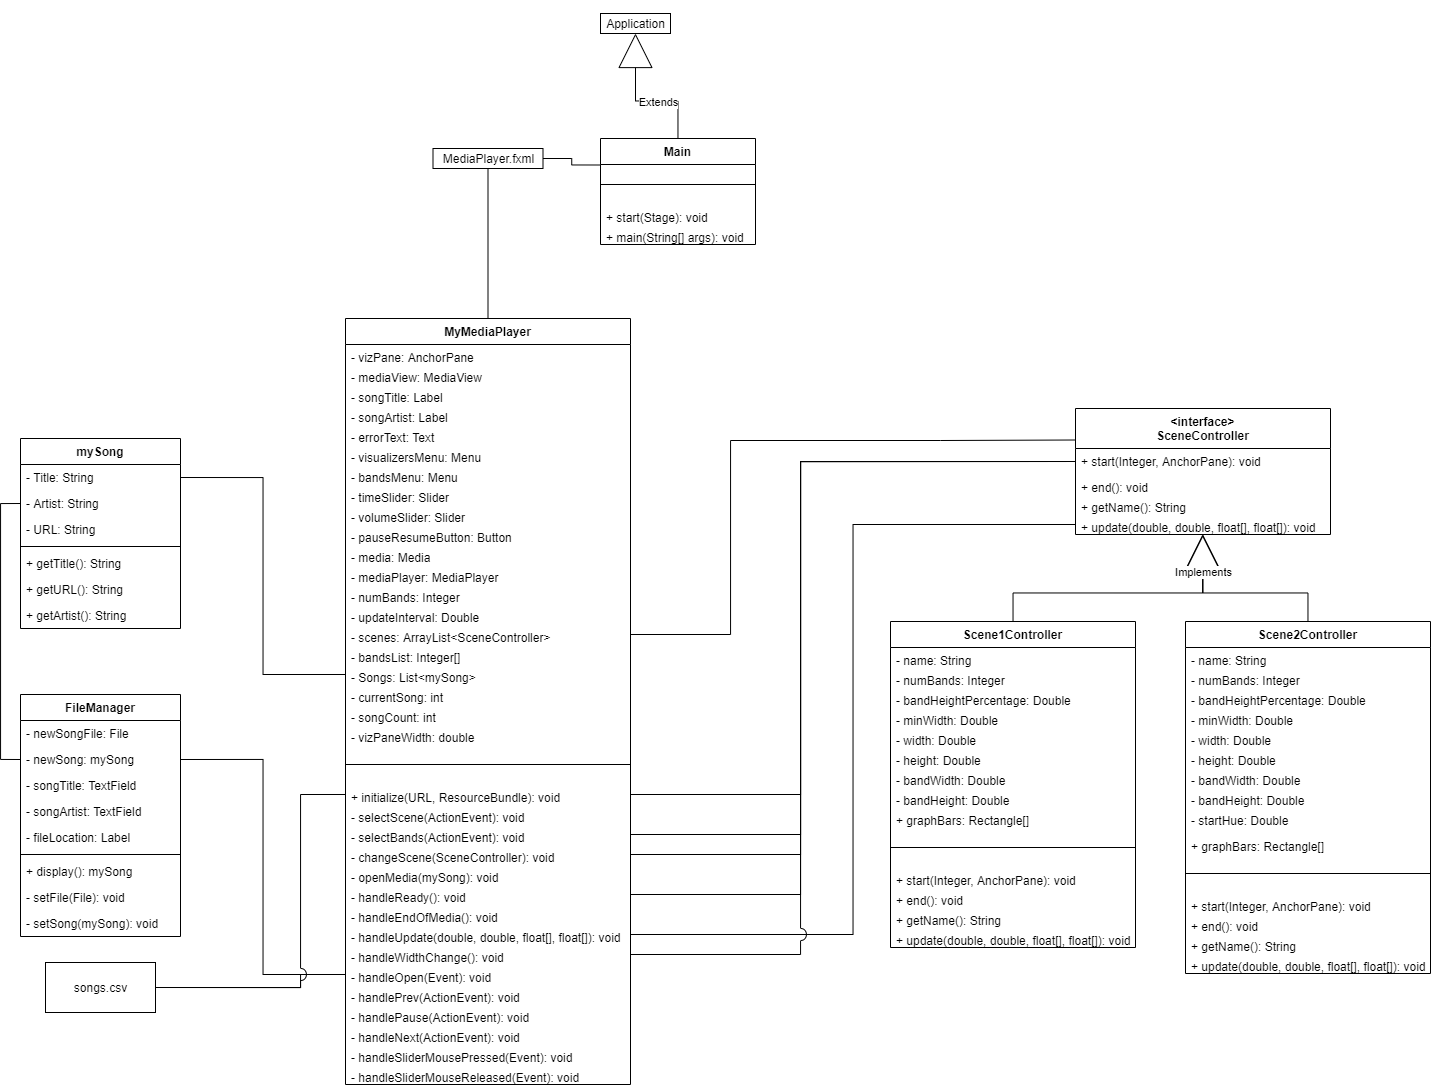 Application
Extends
MediaPlayer.fxml
Main
+ start(Stage): void
+ main(String[] args): void
MyMediaPlayer
- vizPane: AnchorPane
- mediaView: MediaView
- songTitle: Label
- songArtist: Label
- errorText: Text
- visualizersMenu: Menu
- bandsMenu: Menu
- timeSlider: Slider
- volumeSlider: Slider
- pauseResumeButton: Button
- media: Media
- mediaPlayer: MediaPlayer
- numBands: Integer
- updateInterval: Double
- scenes: ArrayList<SceneController>
- bandsList: Integer[]
- Songs: List<mySong>
- currentSong: int
- songCount: int
- vizPaneWidth: double
+ initialize(URL, ResourceBundle): void
- selectScene(ActionEvent): void
- selectBands(ActionEvent): void
- changeScene(SceneController): void
- openMedia(mySong): void
- handleReady(): void
- handleEndOfMedia(): void
- handleUpdate(double, double, float[], float[]): void
- handleWidthChange(): void
- handleOpen(Event): void
- handlePrev(ActionEvent): void
- handlePause(ActionEvent): void
- handleNext(ActionEvent): void
- handleSliderMousePressed(Event): void
- handleSliderMouseReleased(Event): void
mySong
- Title: String
- Artist: String
- URL: String
+ getTitle(): String
+ getURL(): String
+ getArtist(): String
FileManager
- newSongFile: File
- newSong: mySong
- songTitle: TextField
- songArtist: TextField
- fileLocation: Label
+ display(): mySong
- setFile(File): void
- setSong(mySong): void
songs.csv
<interface>
SceneController
+ start(Integer, AnchorPane): void
+ end(): void
+ getName(): String
+ update(double, double, float[], float[]): void
Implements
Scene1Controller
- name: String
- numBands: Integer
- bandHeightPercentage: Double
- minWidth: Double
- width: Double
- height: Double
- bandWidth: Double
- bandHeight: Double
+ graphBars: Rectangle[]
+ start(Integer, AnchorPane): void
+ end(): void
+ getName(): String
+ update(double, double, float[], float[]): void
Scene2Controller
- name: String
- numBands: Integer
- bandHeightPercentage: Double
- minWidth: Double
- width: Double
- height: Double
- bandWidth: Double
- bandHeight: Double
- startHue: Double
+ graphBars: Rectangle[]
+ start(Integer, AnchorPane): void
+ end(): void
+ getName(): String
+ update(double, double, float[], float[]): void